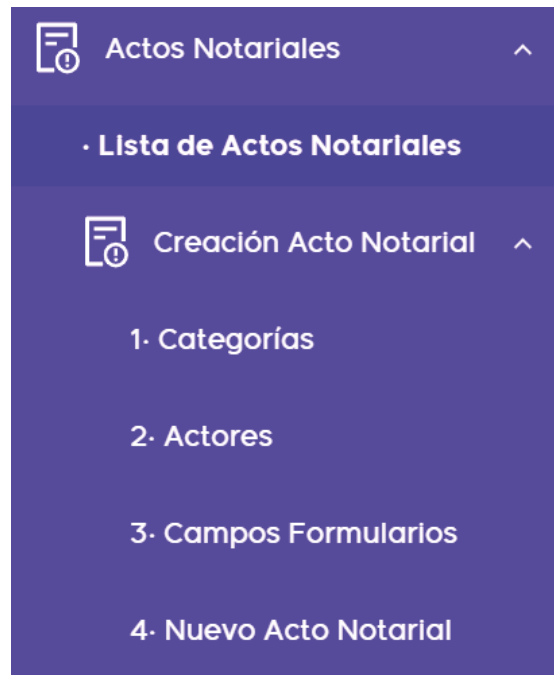 Actos Notariales
· Lista de Actos Notariales
Creación Acto Notarial
1· Categorías
2· Actores
3· Campos Formularios
4· Nuevo Acto Notarial